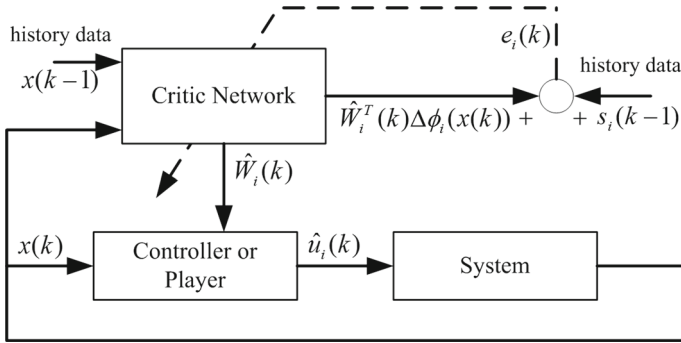 history data
x(k−1)
Critic Network
e_i(k)
history data
Ŵ_i^T(k)Δϕ_i(x(k)) + + s_i(k−1)
Ŵ_i(k)
x(k)
Controller or
Player
û_i(k)
System